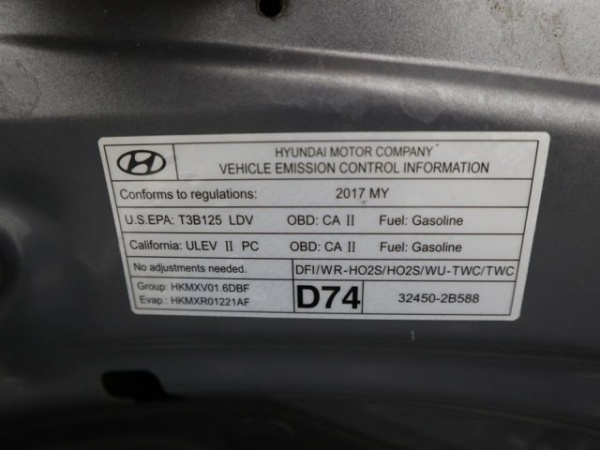 HYUNDAI MOTOR COMPANY
VEHICLE EMISSION CONTROL INFORMATION
Conforms to regulations: 2017 MY
U.S.EPA: T3B125 LDV OBD: CA II Fuel: Gasoline
California: ULEV II PC OBD: CA II Fuel: Gasoline
No adjustments needed. DFI/WR-HO2S/HO2S/WU-TWC/TWC
Group: HKMXV01.6DBF
Evap.: HKMXR01221AF
D74 32450-2B588